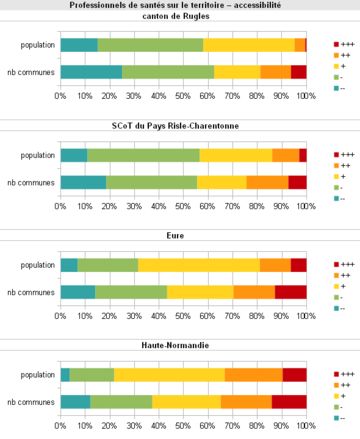 Professionnels de santés sur le territoire – accessibilité
canton de Rugles
population
nb communes
0% 10% 20% 30% 40% 50% 60% 70% 80% 90% 100%
+++
++
+
-
--
SCoT du Pays Risle-Charentonne
population
nb communes
0% 10% 20% 30% 40% 50% 60% 70% 80% 90% 100%
+++
++
+
-
--
Eure
population
nb communes
0% 10% 20% 30% 40% 50% 60% 70% 80% 90% 100%
+++
++
+
-
--
Haute-Normandie
population
nb communes
0% 10% 20% 30% 40% 50% 60% 70% 80% 90% 100%
+++
++
+
-
--